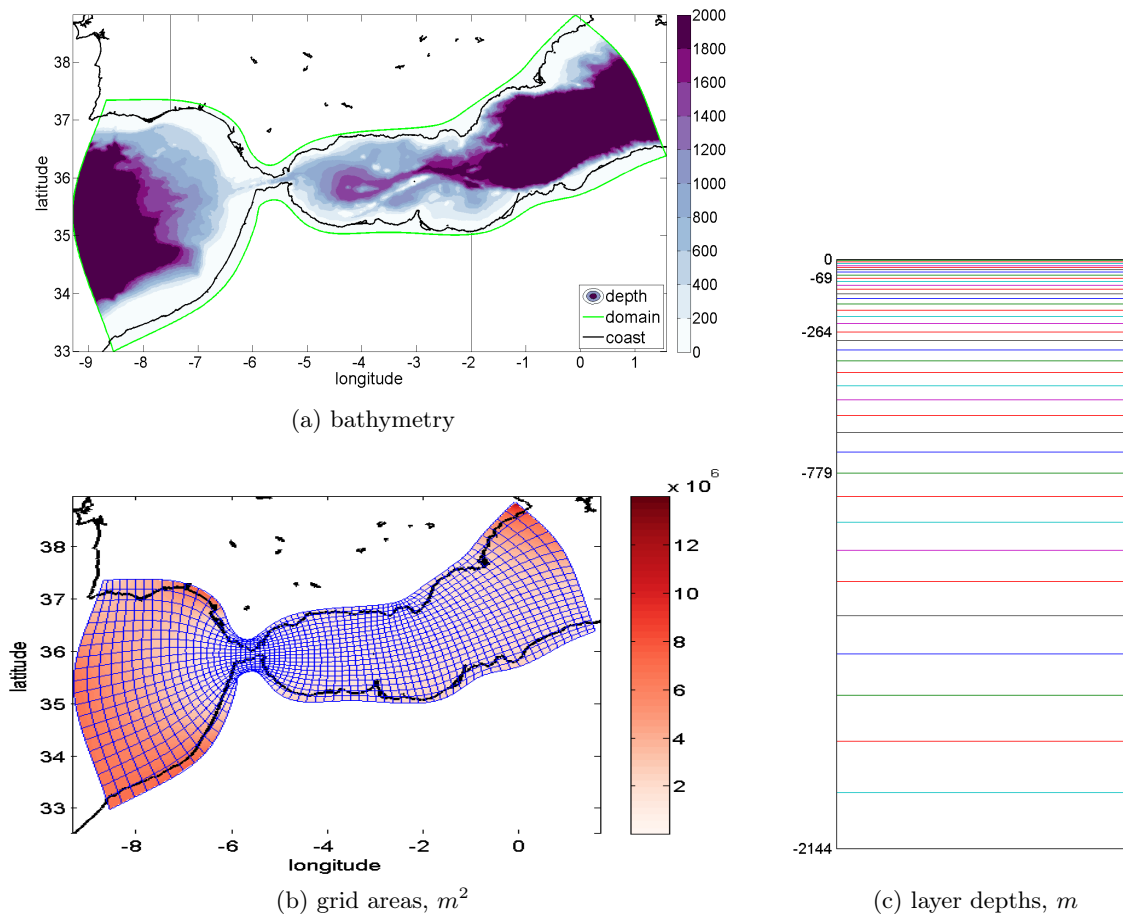 2000
1800
1600
1400
1200
1000
800
600
400
200
0
38
37
36
35
34
33
latitude
-9 -8 -7 -6 -5 -4 -3 -2 -1 0 1
longitude
depth
domain
coast
(a) bathymetry
x 10^6
12
10
8
6
4
2
38
37
36
35
34
33
latitude
-8 -6 -4 -2 0
longitude
(b) grid areas, m^2
0
-69
-264
-779
-2144
(c) layer depths, m